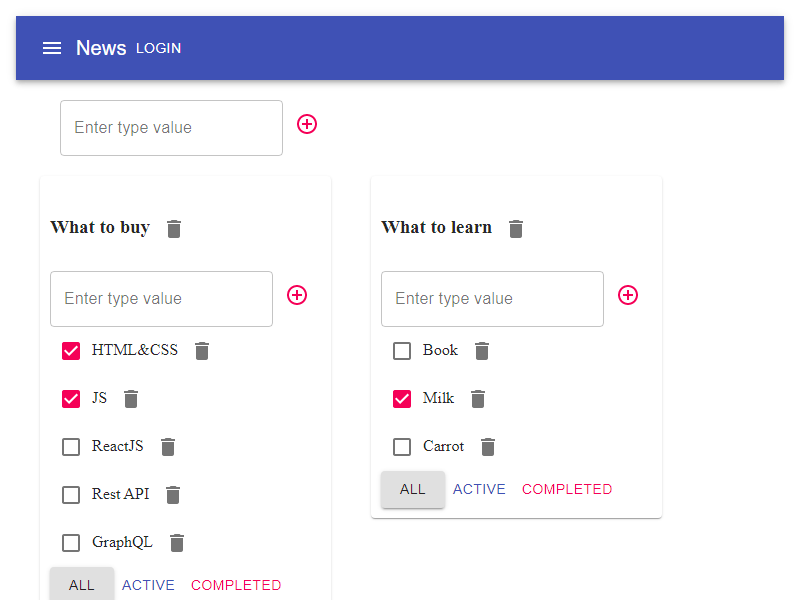 News LOGIN
Enter type value
What to buy
Enter type value
HTML&CSS
JS
ReactJS
Rest API
GraphQL
ALL ACTIVE COMPLETED
What to learn
Enter type value
Book
Milk
Carrot
ALL ACTIVE COMPLETED